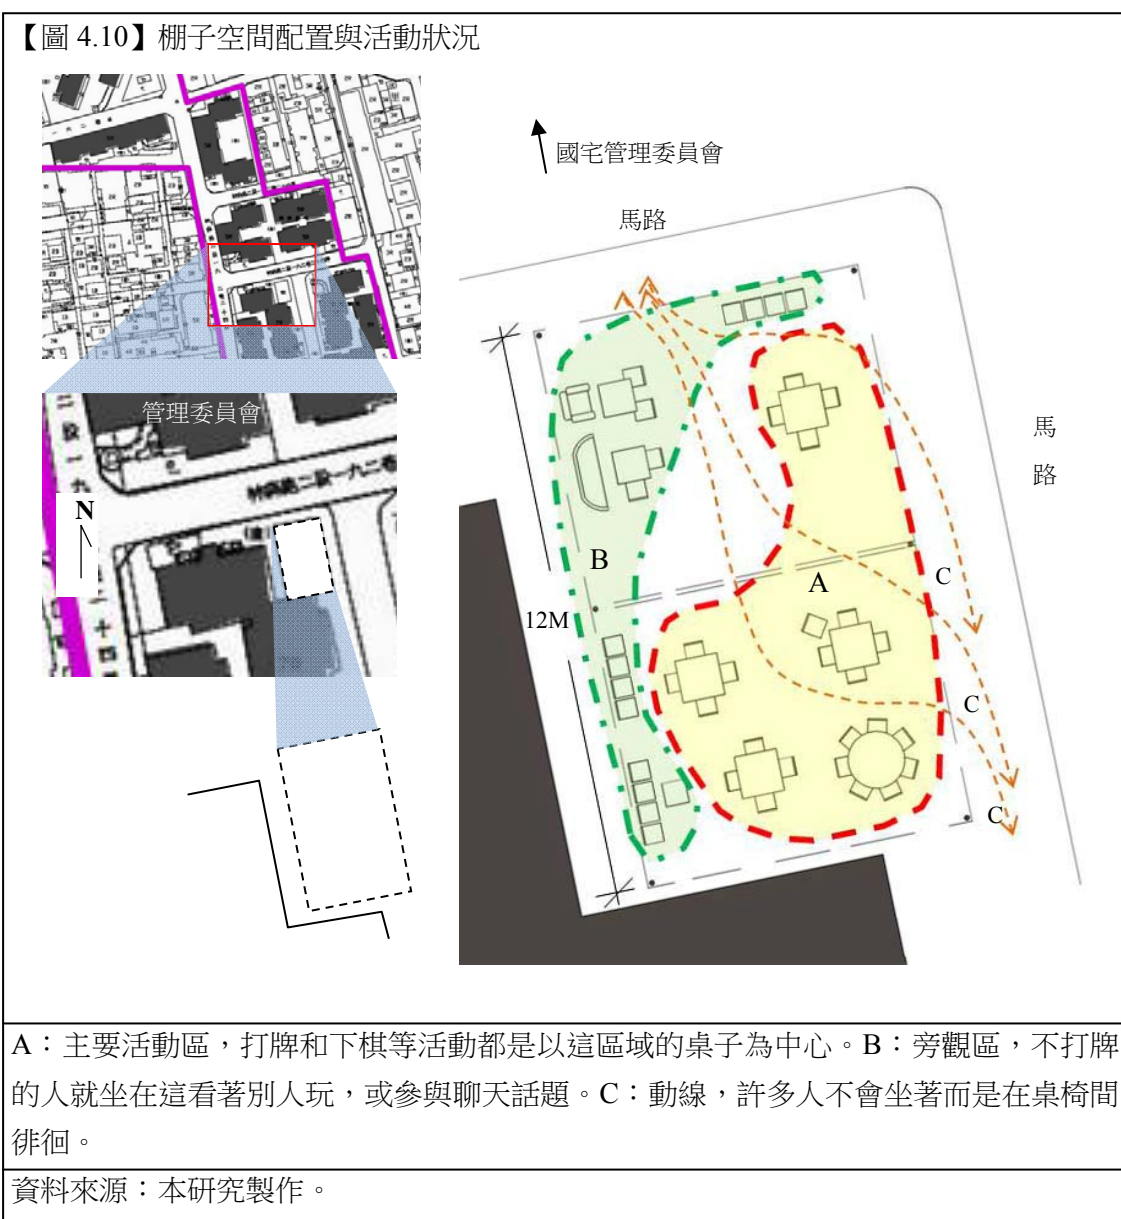 【圖 4.10】棚子空間配置與活動狀況
國宅管理委員會
馬路
馬
路
管理委員會
N
B
A
C
12M
C
C
A：主要活動區，打牌和下棋等活動都是以這區域的桌子為中心。B：旁觀區，不打牌
的人就坐在這看著別人玩，或參與聊天話題。C：動線，許多人不會坐著而是在桌椅間
徘徊。
資料來源：本研究製作。